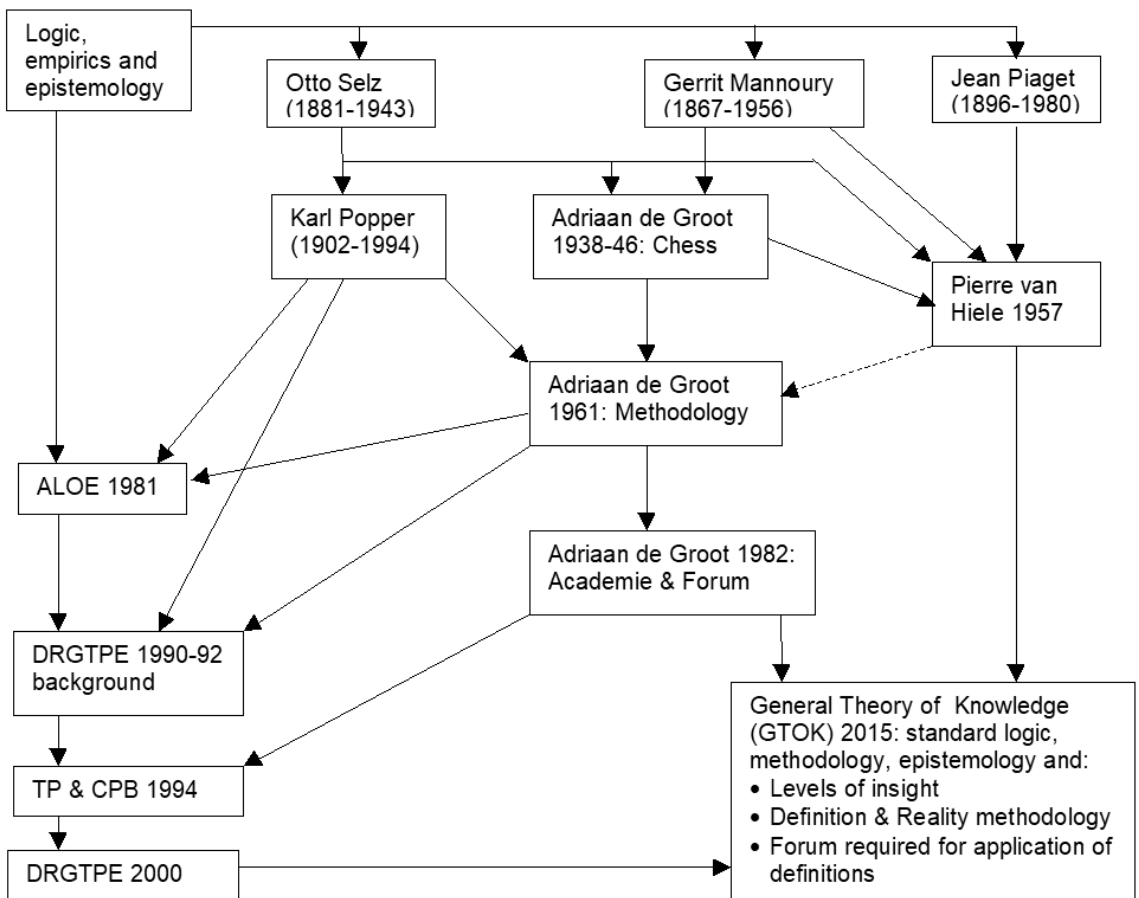 Logic,
empirics and
epistemology
Otto Selz
(1881-1943)
Gerrit Mannoury
(1867-1956)
Jean Piaget
(1896-1980)
Karl Popper
(1902-1994)
Adriaan de Groot
1938-46: Chess
Pierre van
Hiele 1957
Adriaan de Groot
1961: Methodology
ALOE 1981
Adriaan de Groot 1982:
Academie & Forum
DRGTPE 1990-92
background
General Theory of Knowledge
(GTOK) 2015: standard logic,
methodology, epistemology and:
• Levels of insight
• Definition & Reality methodology
• Forum required for application of
definitions
TP & CPB 1994
DRGTPE 2000